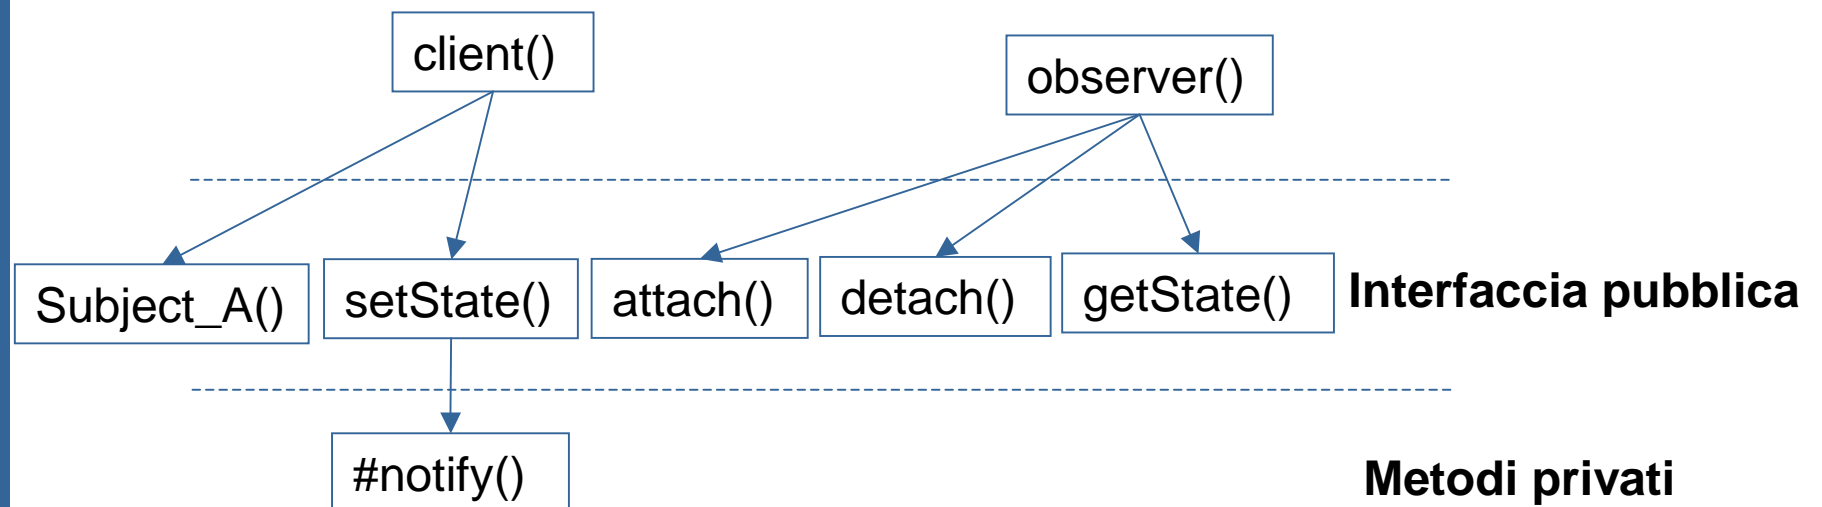 client()
observer()
Subject_A()
setState()
attach()
detach()
getState()
Interfaccia pubblica
#notify()
Metodi privati